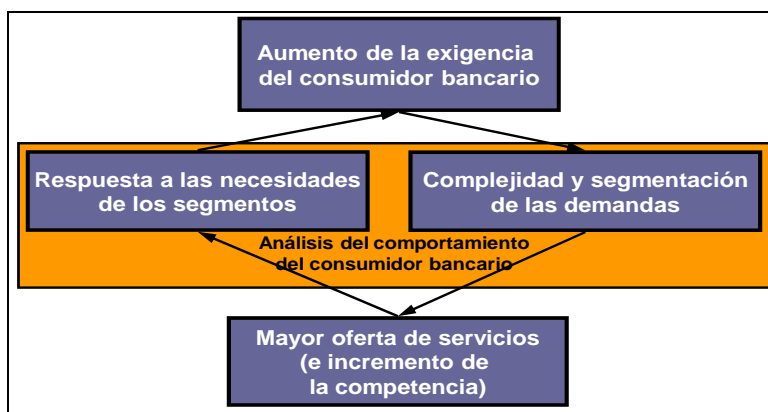 Aumento de la exigencia
del consumidor bancario
Respuesta a las necesidades
de los segmentos
Complejidad y segmentación
de las demandas
Análisis del comportamiento
del consumidor bancario
Mayor oferta de servicios
(e incremento de
la competencia)